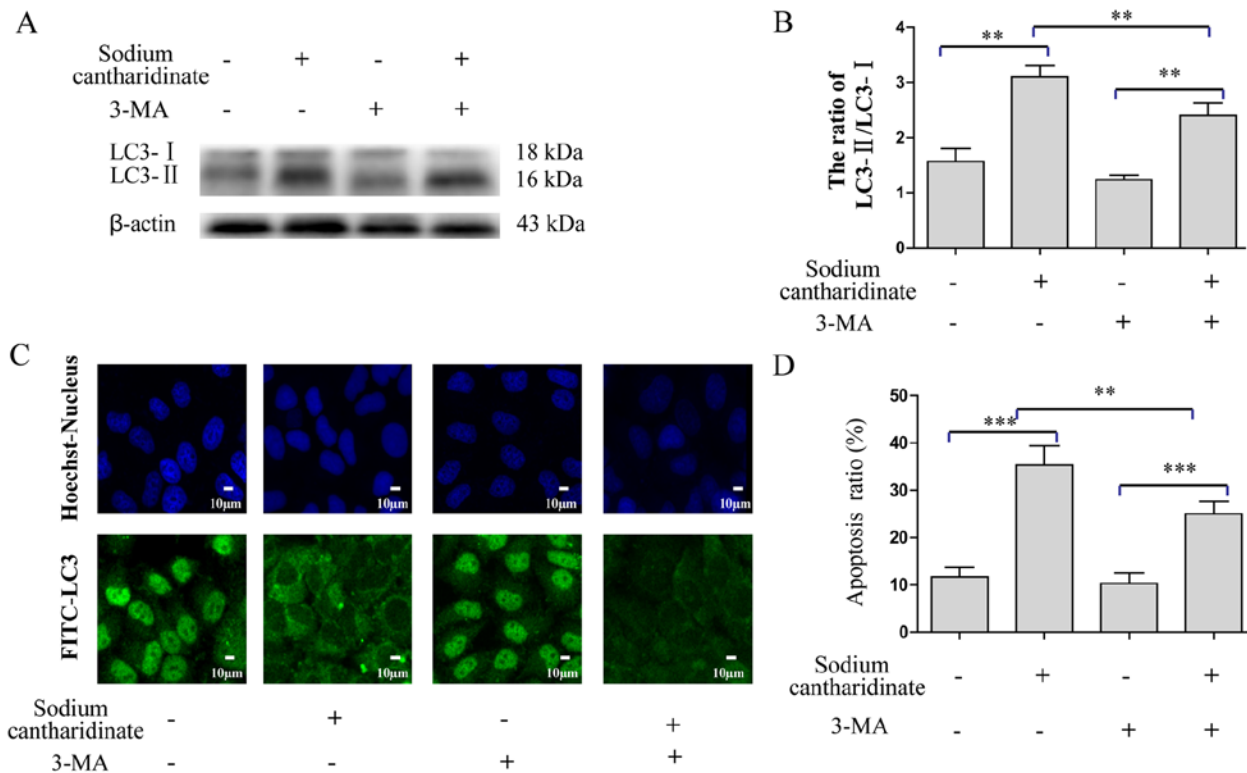 A
Sodium
cantharidinate - + - +
3-MA - - + +
LC3-Ⅰ 18 kDa
LC3-Ⅱ 16 kDa
β-actin 43 kDa
B
The ratio of
LC3-Ⅱ/LC3-Ⅰ
4
3
2
1
0
** ** **
Sodium
cantharidinate - + - +
3-MA - - + +
C
Hoechst-Nucleus
10μm 10μm 10μm 10μm
FITC-LC3
10μm 10μm 10μm 10μm
Sodium
cantharidinate - + - +
3-MA - - + +
D
Apoptosis ratio (%)
50
40
30
20
10
0
*** ** ***
Sodium
cantharidinate - + - +
3-MA - - + +